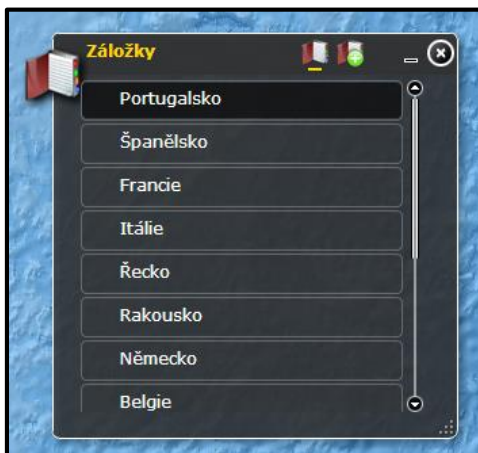 Záložky
Portugalsko
Španělsko
Francie
Itálie
Řecko
Rakousko
Německo
Belgie